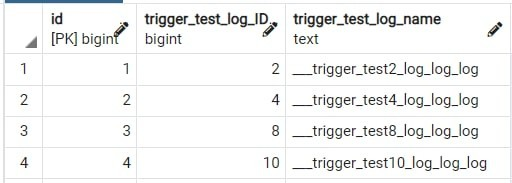 id trigger_test_log_ID trigger_test_log_name
[PK] bigint bigint text
1 1 2 ___trigger_test2_log_log_log
2 2 4 ___trigger_test4_log_log_log
3 3 8 ___trigger_test8_log_log_log
4 4 10 ___trigger_test10_log_log_log